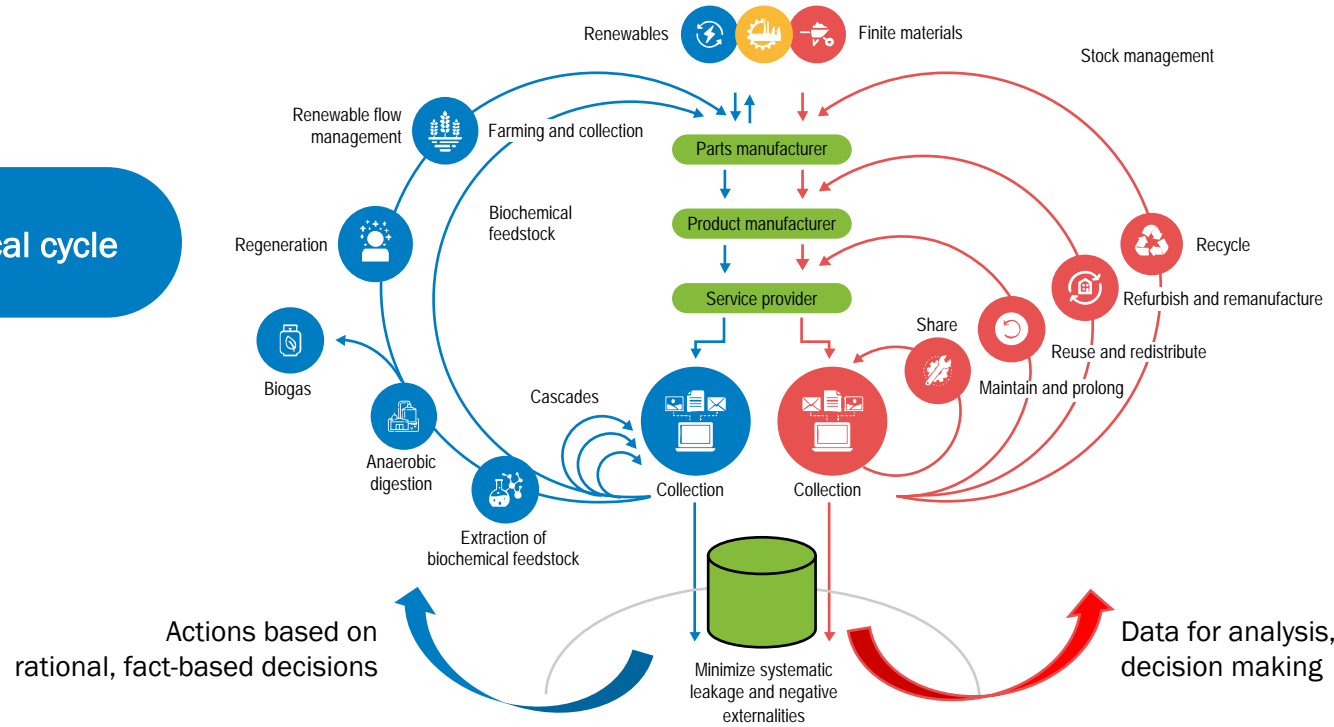 Renewables
Finite materials
Stock management
Renewable flow
management
Farming and collection
Parts manufacturer
cal cycle
Biochemical
feedstock
Product manufacturer
Regeneration
Recycle
Service provider
Refurbish and remanufacture
Share
Reuse and redistribute
Biogas
Maintain and prolong
Cascades
Anaerobic
digestion
Collection
Collection
Extraction of
biochemical feedstock
Actions based on
rational, fact-based decisions
Minimize systematic
leakage and negative
externalities
Data for analysis,
decision making